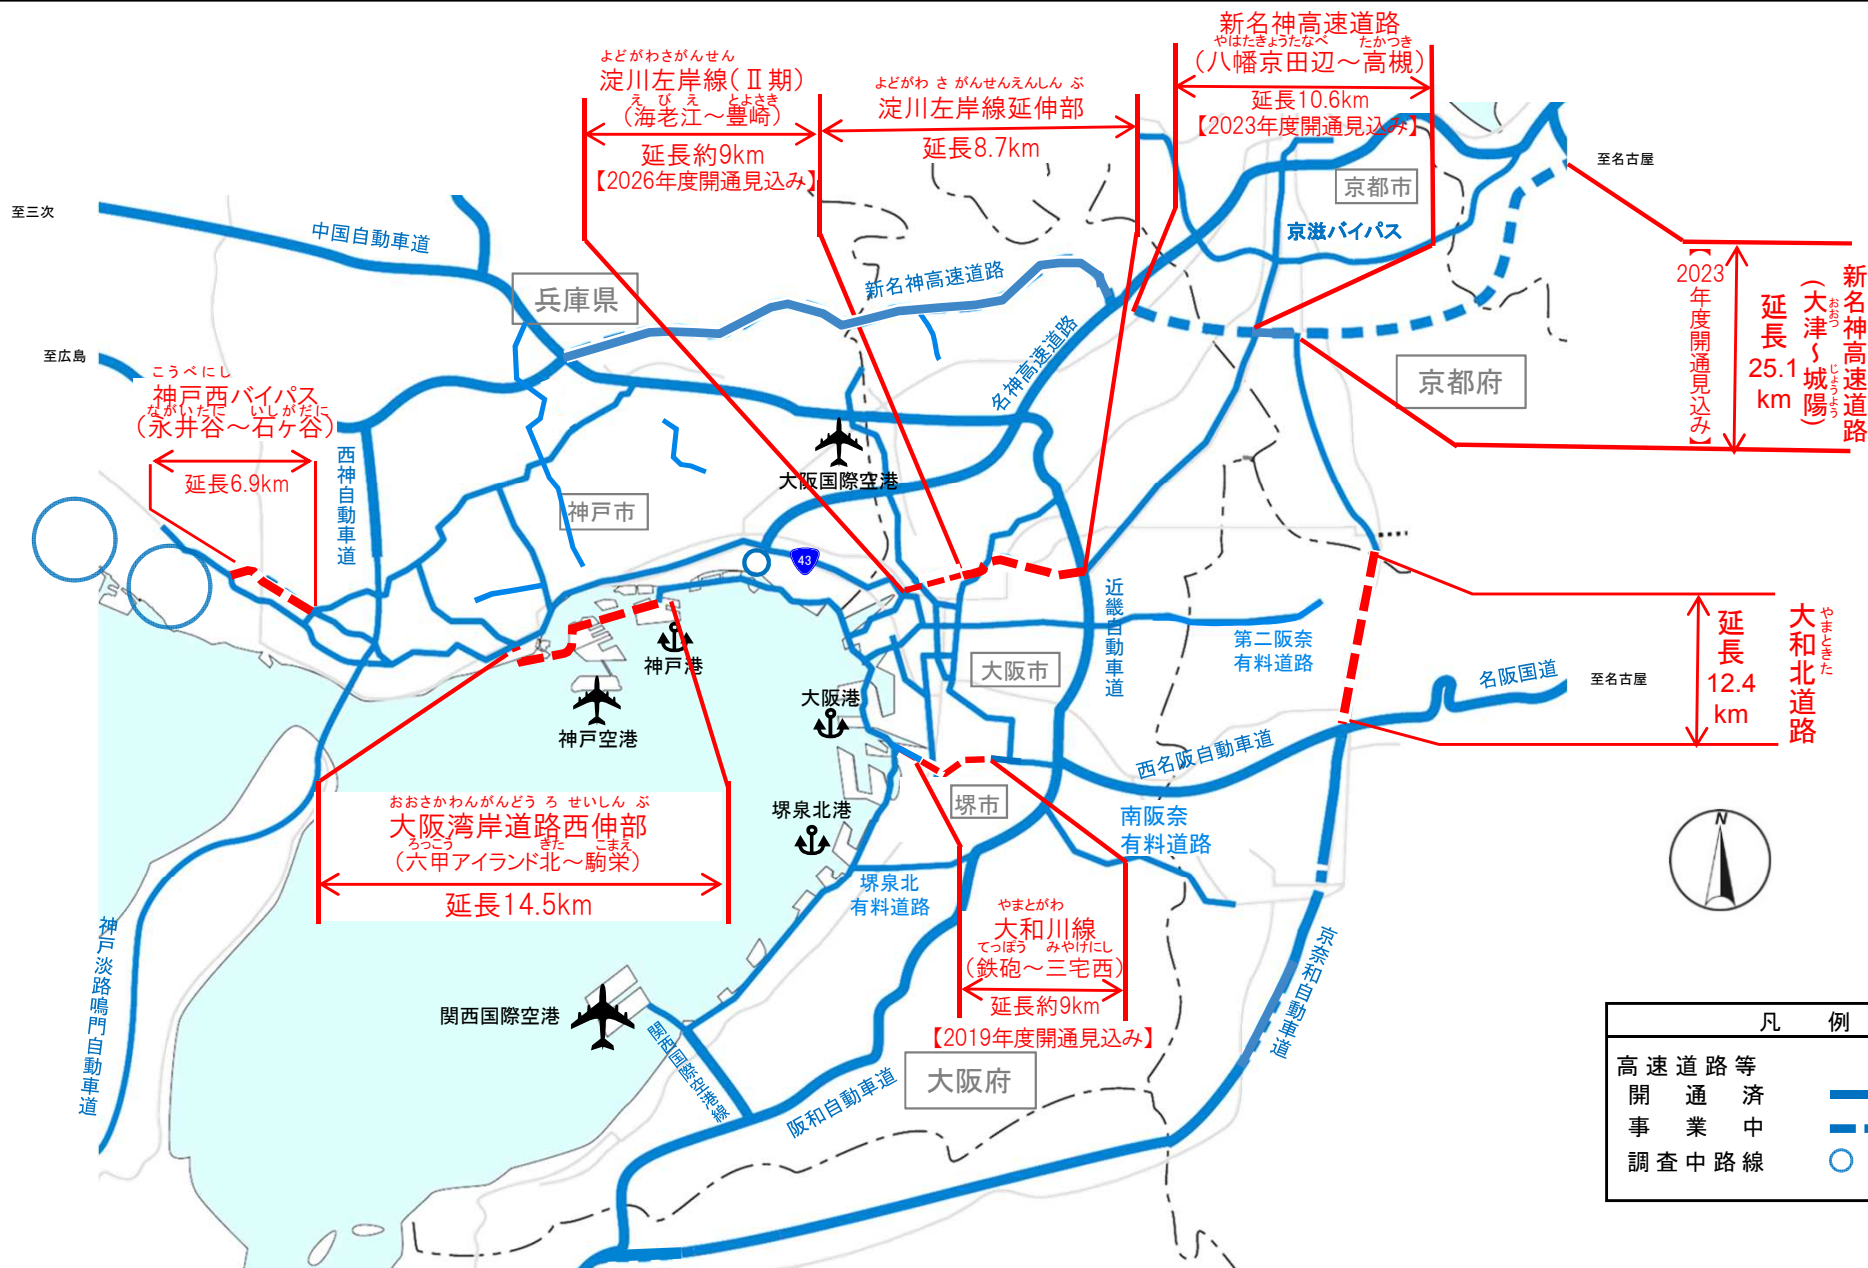 新名神高速道路
やはたきょうたなべ たかつき
(八幡京田辺～高槻)
延長10.6km
【2023年度開通見込み】
よどがわさがんせん
淀川左岸線(Ⅱ期)
えびえ とよさき
(海老江～豊崎)
延長約9km
【2026年度開通見込み】
よどがわ さ がんせんえんしん ぶ
淀川左岸線延伸部
延長8.7km
至名古屋
京都市
京滋バイパス
至三次
中国自動車道
兵庫県
新名神高速道路
名神高速道路
新名神高速道路
おおつ じょうよう
(大津～城陽)
延長
25.1
km
【2023年度開通見込み】
京都府
至広島
こうべにし
神戸西バイパス
ながいたに いしがだに
(永井谷～石ヶ谷)
延長6.9km
西神自動車道
神戸市
大阪国際空港
43
近畿自動車道
第二阪奈
有料道路
やまときた
大和北道路
延長
12.4
km
名阪国道
至名古屋
大阪市
神戸港
大阪港
神戸空港
西名阪自動車道
堺泉北港
堺市
南阪奈
有料道路
おおさかわんがんどう ろ せいしん ぶ
大阪湾岸道路西伸部
ろっこう きた こまえ
(六甲アイランド北～駒栄)
延長14.5km
堺泉北
有料道路
やまとがわ
大和川線
てっぽう みやけにし
(鉄砲～三宅西)
延長約9km
【2019年度開通見込み】
N
神戸淡路鳴門自動車道
関西国際空港
関西国際空港線
京奈和自動車道
阪和自動車道
大阪府
凡 例
高速道路等
開通済
事業中
調査中路線